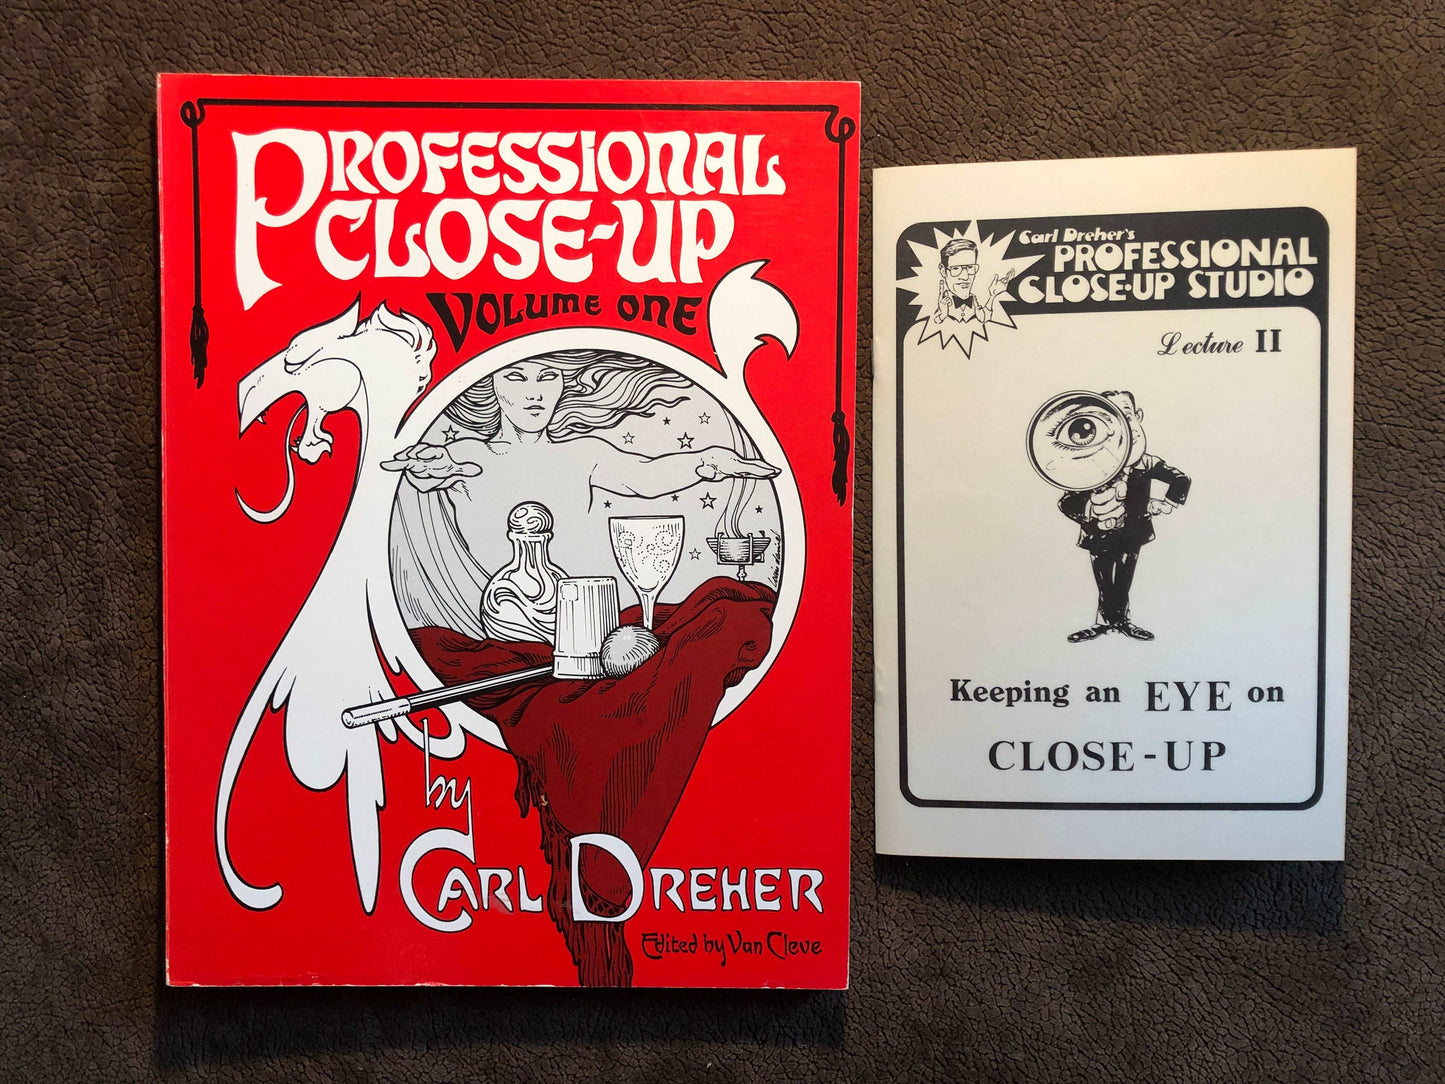 PROFESSIONAL
CLOSE-UP
VOLUME ONE
by
CARL DREHER
Edited by Van Cleve
Carl Dreher's
PROFESSIONAL
CLOSE-UP STUDIO
Lecture II
Keeping an EYE on
CLOSE-UP